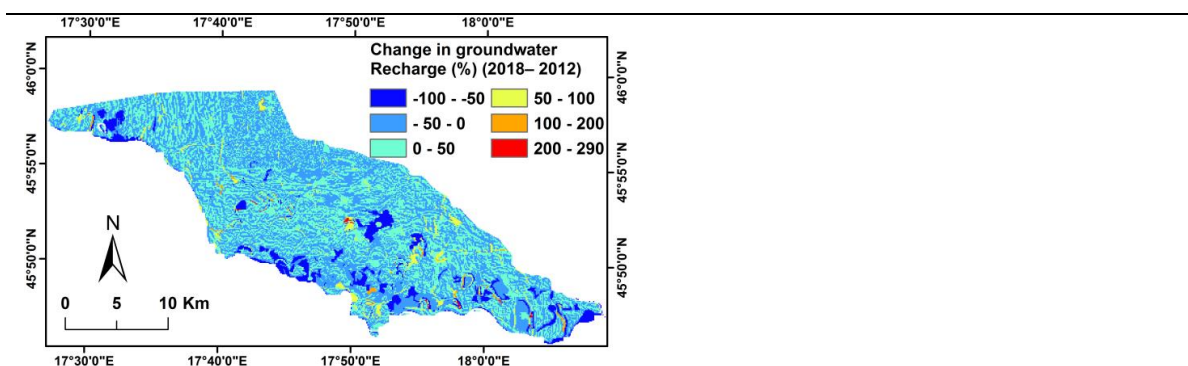 17°30'0"E 17°40'0"E 17°50'0"E 18°0'0"E
Change in groundwater
Recharge (%) (2018– 2012)
-100 - -50 50 - 100
- 50 - 0 100 - 200
0 - 50 200 - 290
46°0'0"N 46°0'0"N
45°55'0"N 45°55'0"N
45°50'0"N 45°50'0"N
N
0 5 10 Km
17°30'0"E 17°40'0"E 17°50'0"E 18°0'0"E